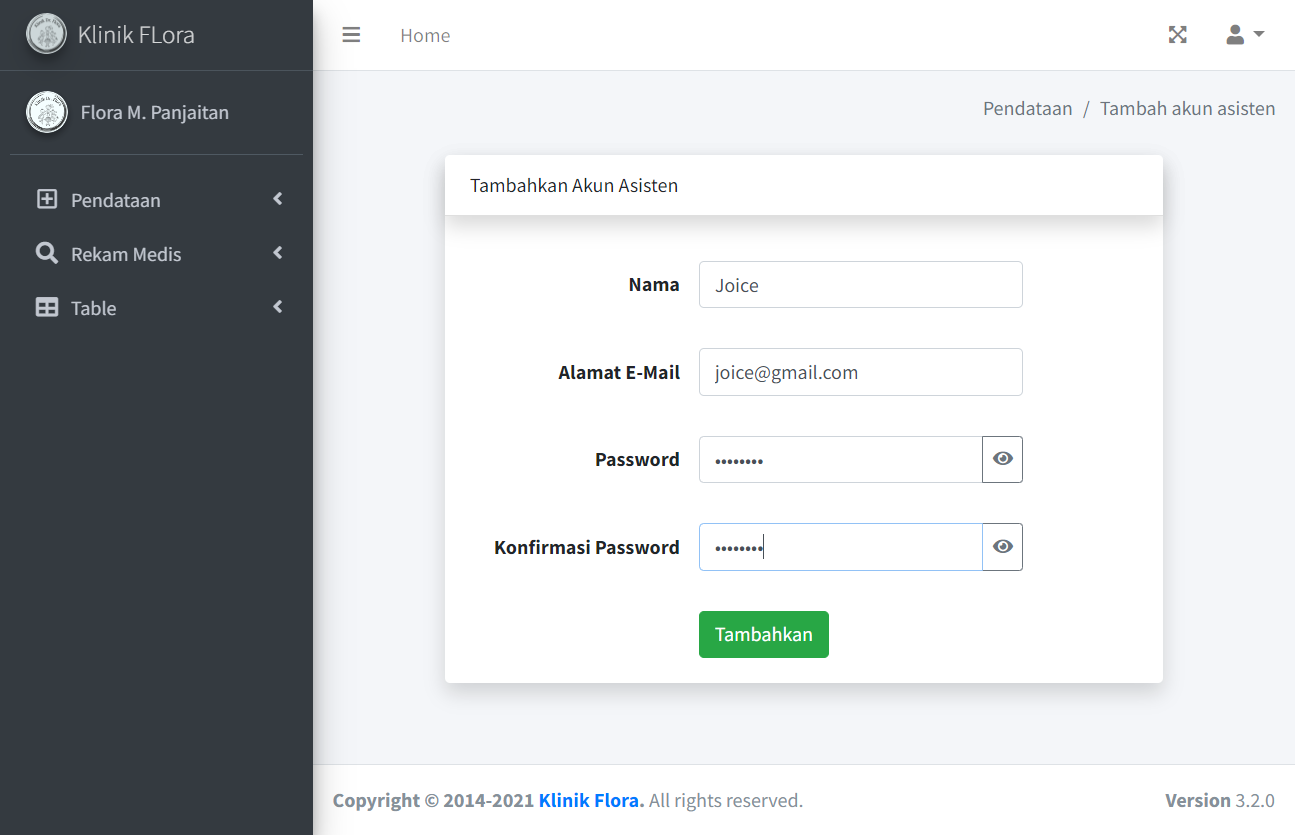 Klinik FLora
Home
Flora M. Panjaitan
Pendataan / Tambah akun asisten
Pendataan
Rekam Medis
Table
Tambahkan Akun Asisten
Nama Joice
Alamat E-Mail joice@gmail.com
Password ••••••••
Konfirmasi Password ••••••••
Tambahkan
Copyright © 2014-2021 Klinik Flora. All rights reserved.
Version 3.2.0